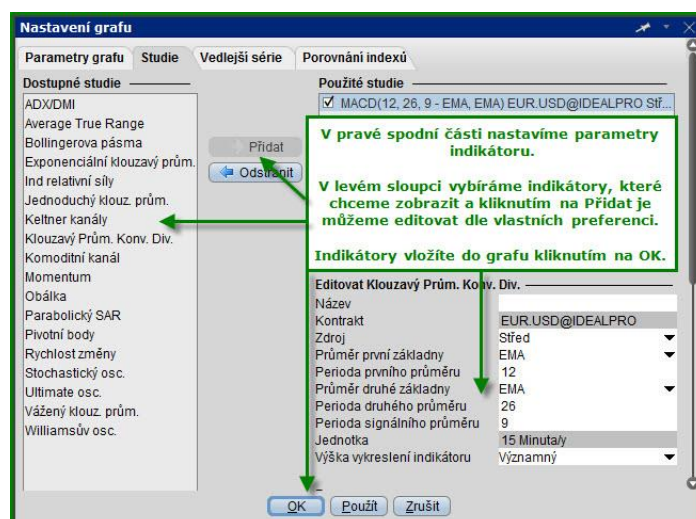 Nastavení grafu
Parametry grafu Studie Vedlejší série Porovnání indexů
Dostupné studie
ADX/DMI
Average True Range
Bollingerova pásma
Exponenciální klouzavý prům.
Ind relativní síly
Jednoduchý klouz. prům.
Keltner kanály
Klouzavý Prům. Konv. Div.
Komoditní kanál
Momentum
Obálka
Parabolický SAR
Pivotní body
Rychlost změny
Stochastický osc.
Ultimate osc.
Vážený klouz. prům.
Williamsův osc.
Přidat
Odstranit
Použité studie
MACD(12, 26, 9 - EMA, EMA) EUR.USD@IDEALPRO Stř...
V pravé spodní části nastavíme parametry
indikátoru.
V levém sloupci vybíráme indikátory, které
chceme zobrazit a kliknutím na Přidat je
můžeme editovat dle vlastních preferenci.
Indikátory vložíte do grafu kliknutím na OK.
Editovat Klouzavý Prům. Konv. Div.
Název
Kontrakt EUR.USD@IDEALPRO
Zdroj Střed
Průměr první základny EMA
Perioda prvního průměru 12
Průměr druhé základny EMA
Perioda druhého průměru 26
Perioda signálního průměru 9
Jednotka 15 Minuta/y
Výška vykreslení indikátoru Významný
OK Použít Zrušit